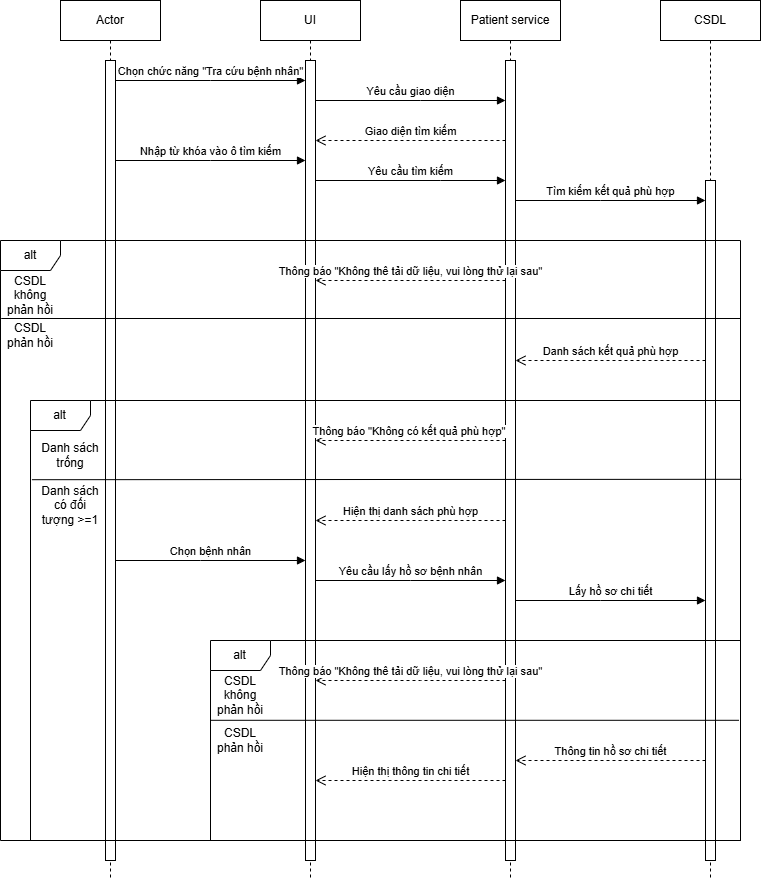 Actor
UI
Patient service
CSDL
Chọn chức năng "Tra cứu bệnh nhân"
Yêu cầu giao diện
Giao diện tìm kiếm
Nhập từ khóa vào ô tìm kiếm
Yêu cầu tìm kiếm
Tìm kiếm kết quả phù hợp
alt
Thông báo "Không thê tải dữ liệu, vui lòng thử lại sau"
CSDL
không
phản hồi
CSDL
phản hồi
Danh sách kết quả phù hợp
alt
Thông báo "Không có kết quả phù hợp"
Danh sách
trống
Danh sách
có đối
tượng >=1
Hiện thị danh sách phù hợp
Chọn bệnh nhân
Yêu cầu lấy hồ sơ bệnh nhân
Lấy hồ sơ chi tiết
alt
Thông báo "Không thê tải dữ liệu, vui lòng thử lại sau"
CSDL
không
phản hồi
CSDL
phản hồi
Thông tin hồ sơ chi tiết
Hiện thị thông tin chi tiết